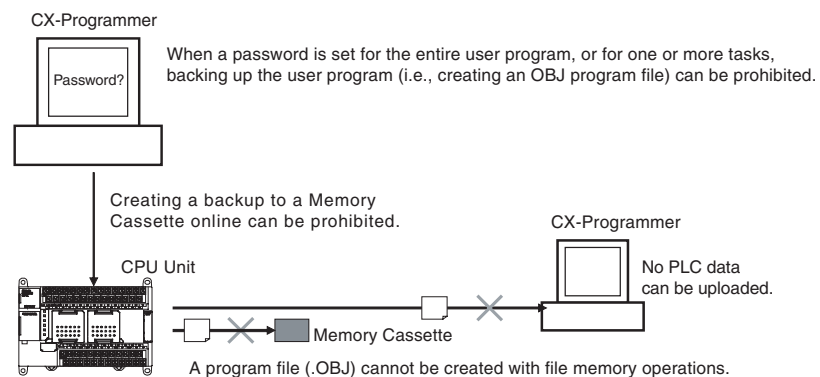 CX-Programmer
Password?
When a password is set for the entire user program, or for one or more tasks,
backing up the user program (i.e., creating an OBJ program file) can be prohibited.
Creating a backup to a Memory
Cassette online can be prohibited.
CX-Programmer
CPU Unit
No PLC data
can be uploaded.
Memory Cassette
A program file (.OBJ) cannot be created with file memory operations.